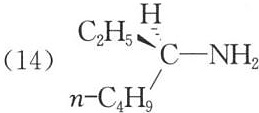 H
C₂H₅
(14) C—NH₂
n-C₄H₉